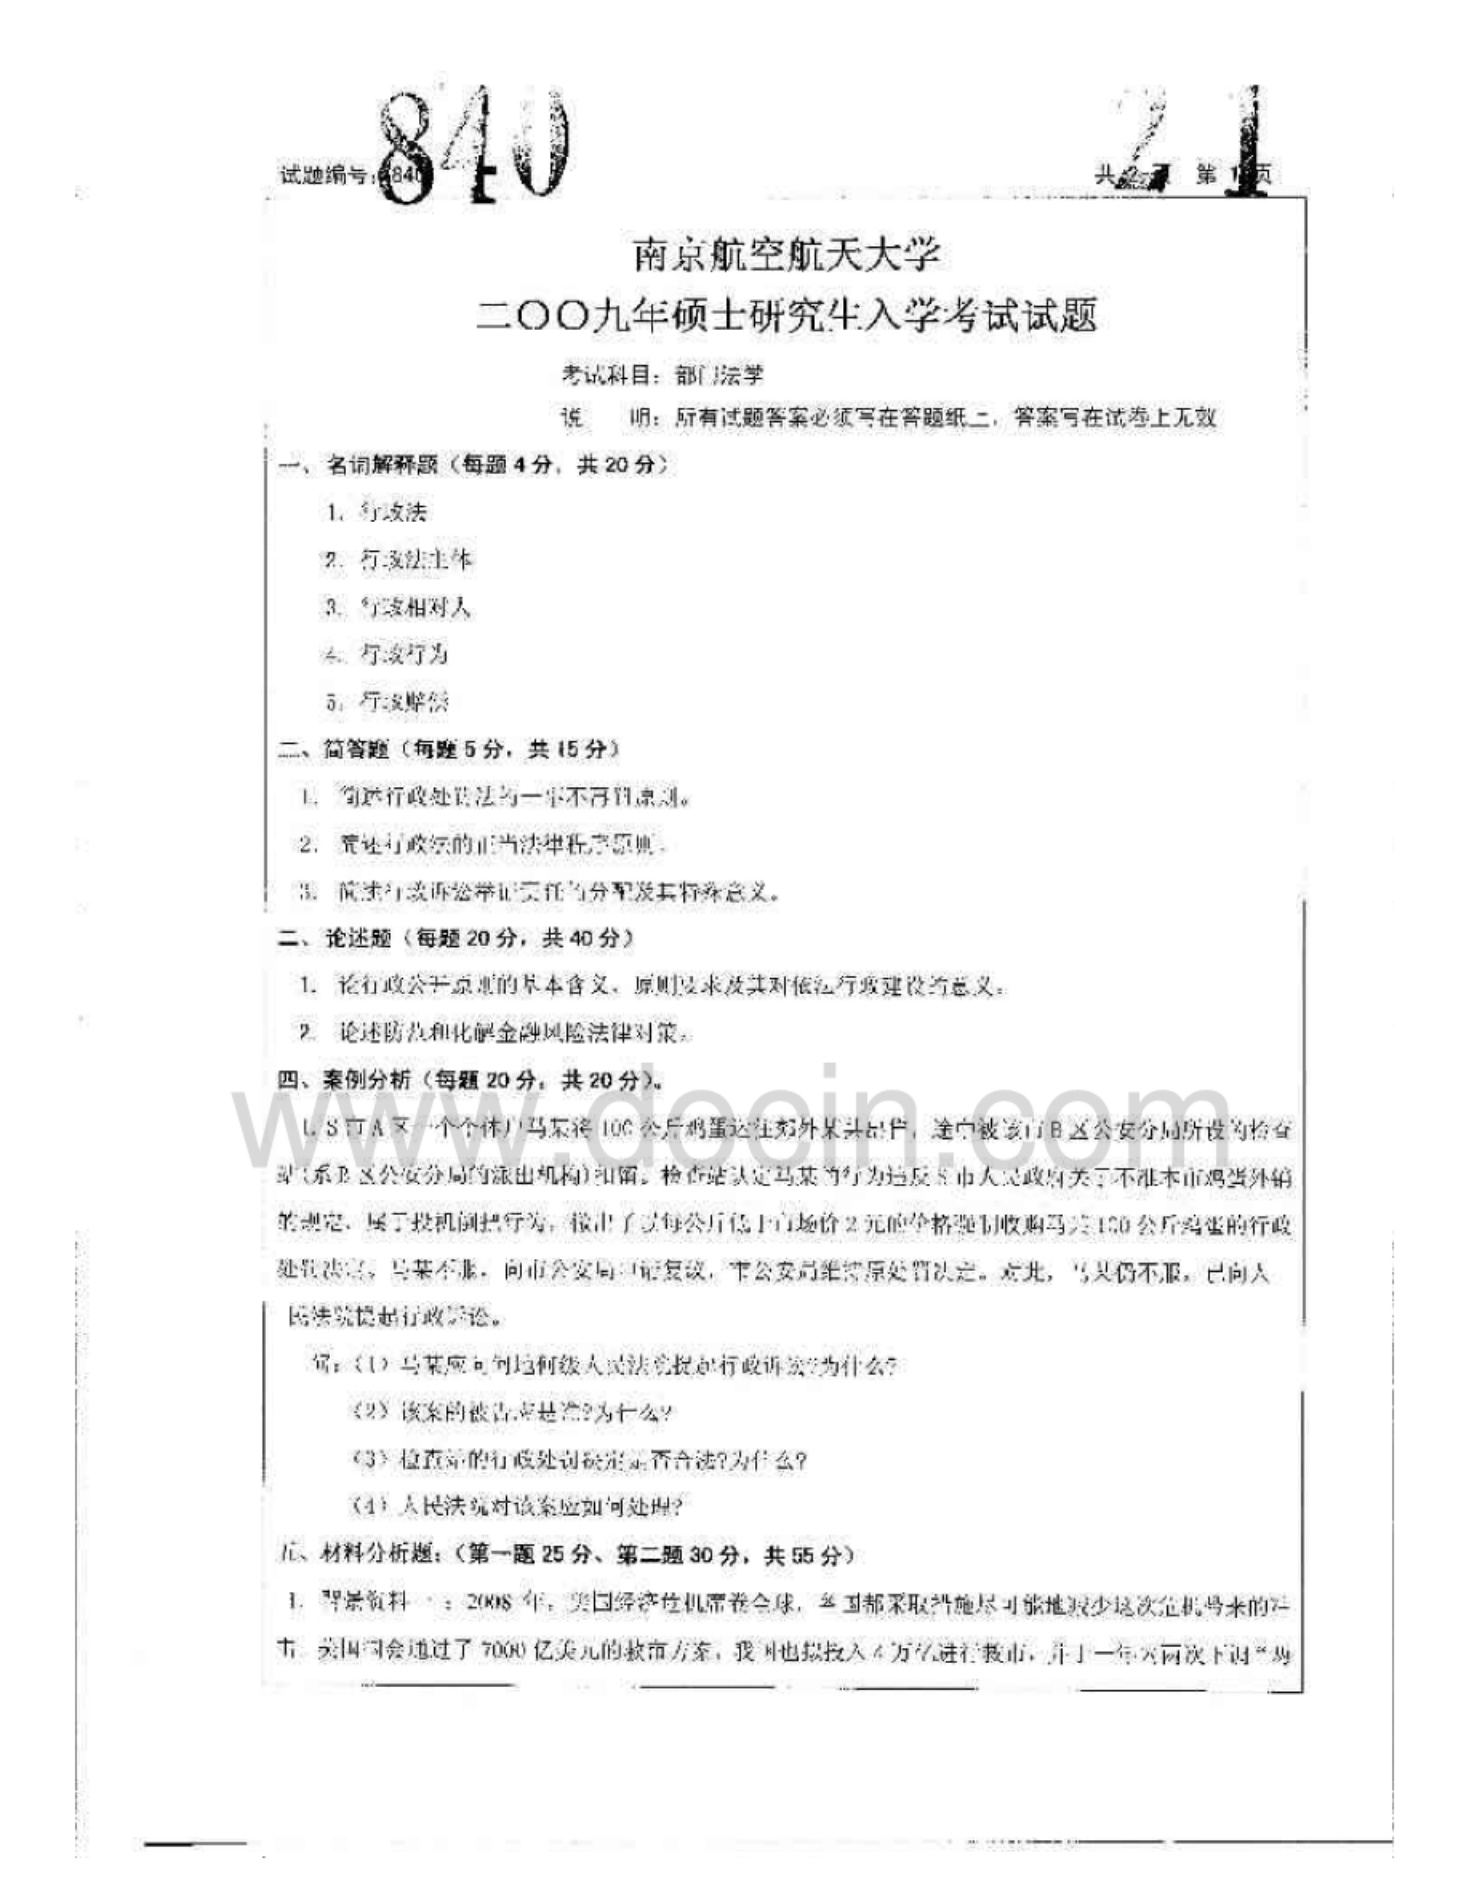 840
2 1
试题编号：840
共 2 页 第 1 页
南京航空航天大学
二〇〇九年硕士研究生入学考试试题
考试科目：部门法学
说 明：所有试题答案必须写在答题纸上，答案写在试卷上无效
一、名词解释题（每题4分，共20分）
1. 行政法
2. 行政法主体
3. 行政相对人
4. 行政行为
5. 行政赔偿
二、简答题（每题5分，共15分）
1. 简述行政处罚法的一事不再罚原则。
2. 简述行政法的正当法律程序原则。
3. 简述行政诉讼举证责任的分配及其特殊意义。
三、论述题（每题20分，共40分）
1. 论行政公开原则的基本含义、原则要求及其对依法行政建设的意义。
2. 论述防范和化解金融风险法律对策。
四、案例分析（每题20分，共20分）。
1. S市A区一个个体户马某将100公斤鸡蛋运往郊外某县出售，途中被该市B区公安分局所设的检查
站(系B区公安分局的派出机构)扣留。检查站认定马某的行为违反S市人民政府关于不准本市鸡蛋外销
的规定，属于投机倒把行为，做出了以每公斤低于市场价2元的价格强制收购马某100公斤鸡蛋的行政
处罚决定。马某不服，向市公安局申请复议，市公安局维持原处罚决定。对此，马某仍不服，已向人
民法院提起行政诉讼。
问：（1）马某应向何地何级人民法院提起行政诉讼?为什么?
（2）该案的被告应是谁?为什么?
（3）检查站的行政处罚决定是否合法?为什么?
（4）人民法院对该案应如何处理?
五、材料分析题：（第一题25分、第二题30分，共55分）
1. 背景资料一：2008年，美国经济危机席卷全球，各国都采取措施尽可能地减少这次危机带来的
市，美国国会通过了7000亿美元的救市方案，我国也拟投入4万亿进行救市，并于一年内两次下调
www.docin.com